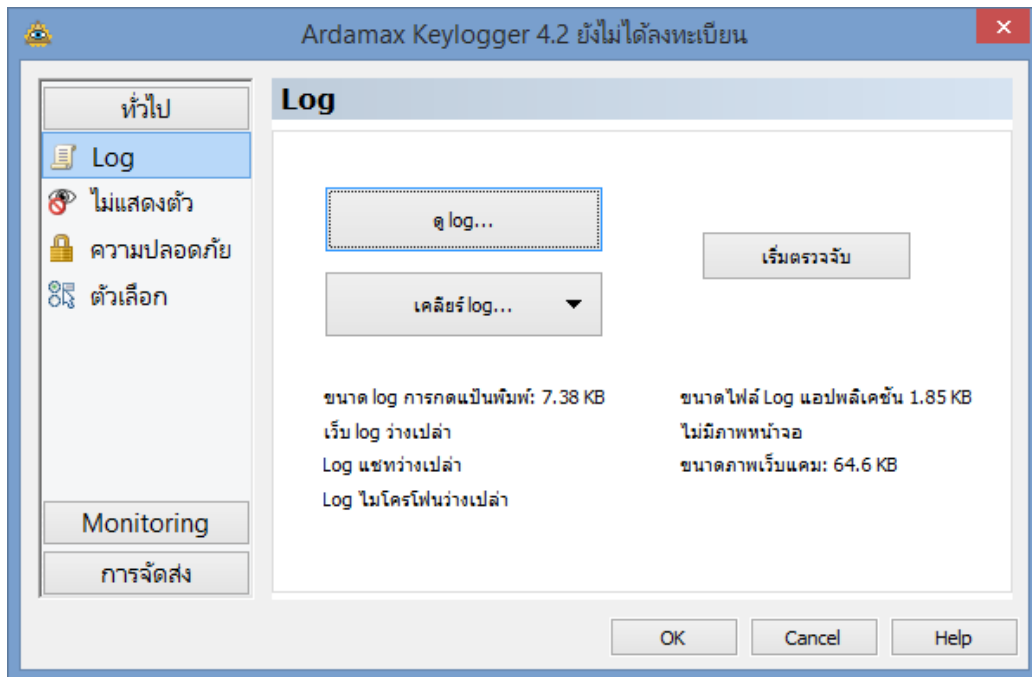 Ardamax Keylogger 4.2 ยังไม่ได้ลงทะเบียน
ทั่วไป
Log
ไม่แสดงตัว
ความปลอดภัย
ตัวเลือก
Monitoring
การจัดส่ง
Log
ดู log...
เคลียร์ log...
เริ่มตรวจจับ
ขนาด log การกดแป้นพิมพ์: 7.38 KB
เว็บ log ว่างเปล่า
Log แชทว่างเปล่า
Log ไมโครโฟนว่างเปล่า
ขนาดไฟล์ Log แอปพลิเคชั่น 1.85 KB
ไม่มีภาพหน้าจอ
ขนาดภาพเว็บแคม: 64.6 KB
OK
Cancel
Help